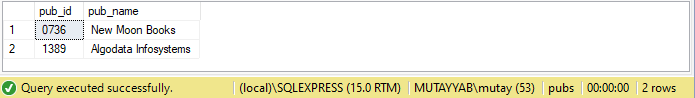 pub_id pub_name
1 0736 New Moon Books
2 1389 Algodata Infosystems
Query executed successfully. (local)\SQLEXPRESS (15.0 RTM) MUTAYYAB\mutay (53) pubs 00:00:00 2 rows